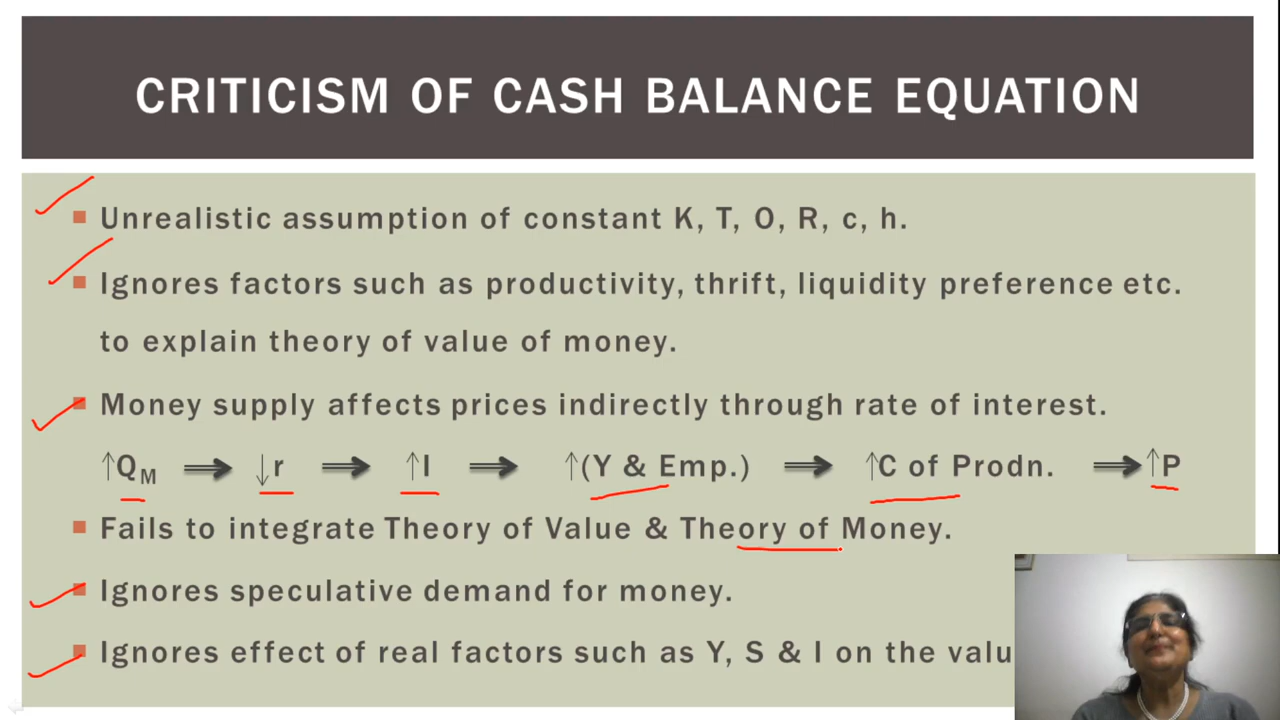 CRITICISM OF CASH BALANCE EQUATION
Unrealistic assumption of constant K, T, O, R, c, h.
Ignores factors such as productivity, thrift, liquidity preference etc.
to explain theory of value of money.
Money supply affects prices indirectly through rate of interest.
↑Q_M ⇒ ↓r ⇒ ↑I ⇒ ↑(Y & Emp.) ⇒ ↑C of Prodn. ⇒ ↑P
Fails to integrate Theory of Value & Theory of Money.
Ignores speculative demand for money.
Ignores effect of real factors such as Y, S & I on the